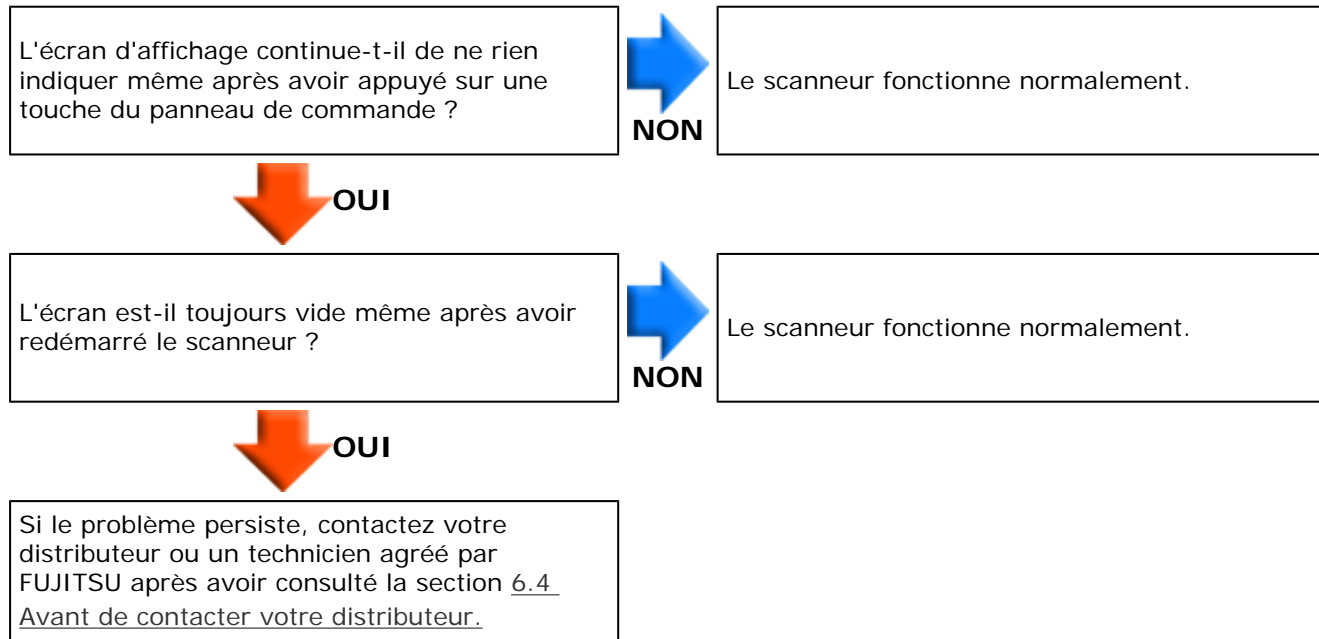 L'écran d'affichage continue-t-il de ne rien
indiquer même après avoir appuyé sur une
touche du panneau de commande ?
NON
Le scanneur fonctionne normalement.
OUI
L'écran est-il toujours vide même après avoir
redémarré le scanneur ?
NON
Le scanneur fonctionne normalement.
OUI
Si le problème persiste, contactez votre
distributeur ou un technicien agréé par
FUJITSU après avoir consulté la section 6.4
Avant de contacter votre distributeur.